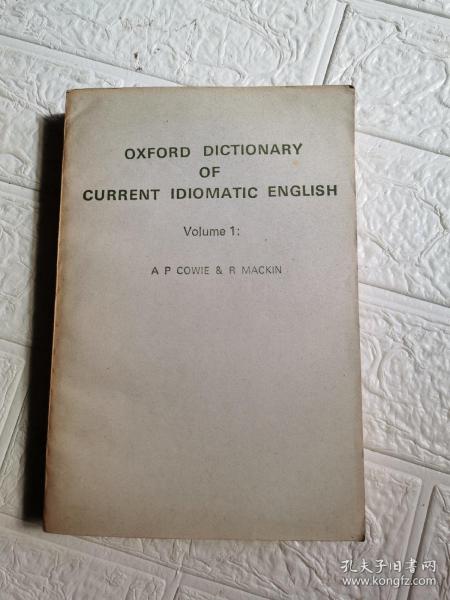 OXFORD DICTIONARY
OF
CURRENT IDIOMATIC ENGLISH
Volume 1:
A P COWIE & R MACKIN
孔夫子旧书网
www.kongfz.com